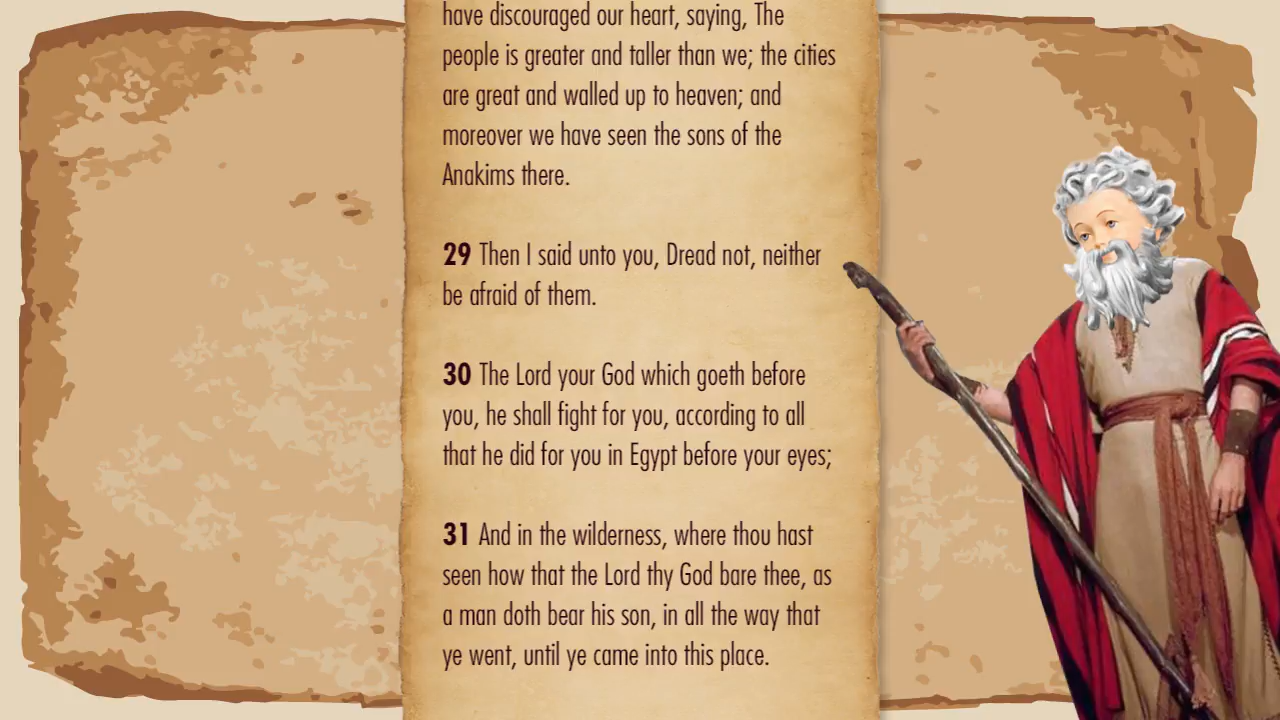 have discouraged our heart, saying, The
people is greater and taller than we; the cities
are great and walled up to heaven; and
moreover we have seen the sons of the
Anakims there.
29 Then I said unto you, Dread not, neither
be afraid of them.
30 The Lord your God which goeth before
you, he shall fight for you, according to all
that he did for you in Egypt before your eyes;
31 And in the wilderness, where thou hast
seen how that the Lord thy God bare thee, as
a man doth bear his son, in all the way that
ye went, until ye came into this place.